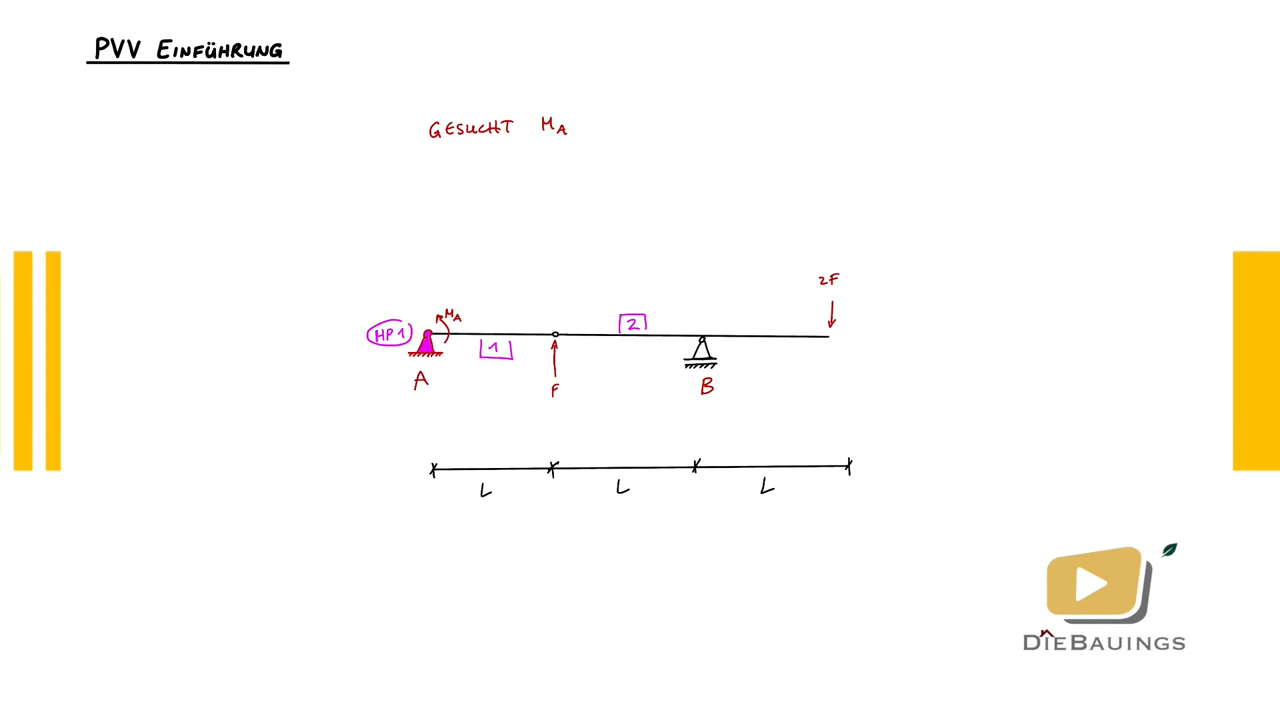 PVV EINFÜHRUNG
GESUCHT MA
2F
MA
HP1
2
1
A
F
B
L
L
L
DIEBAUINGS